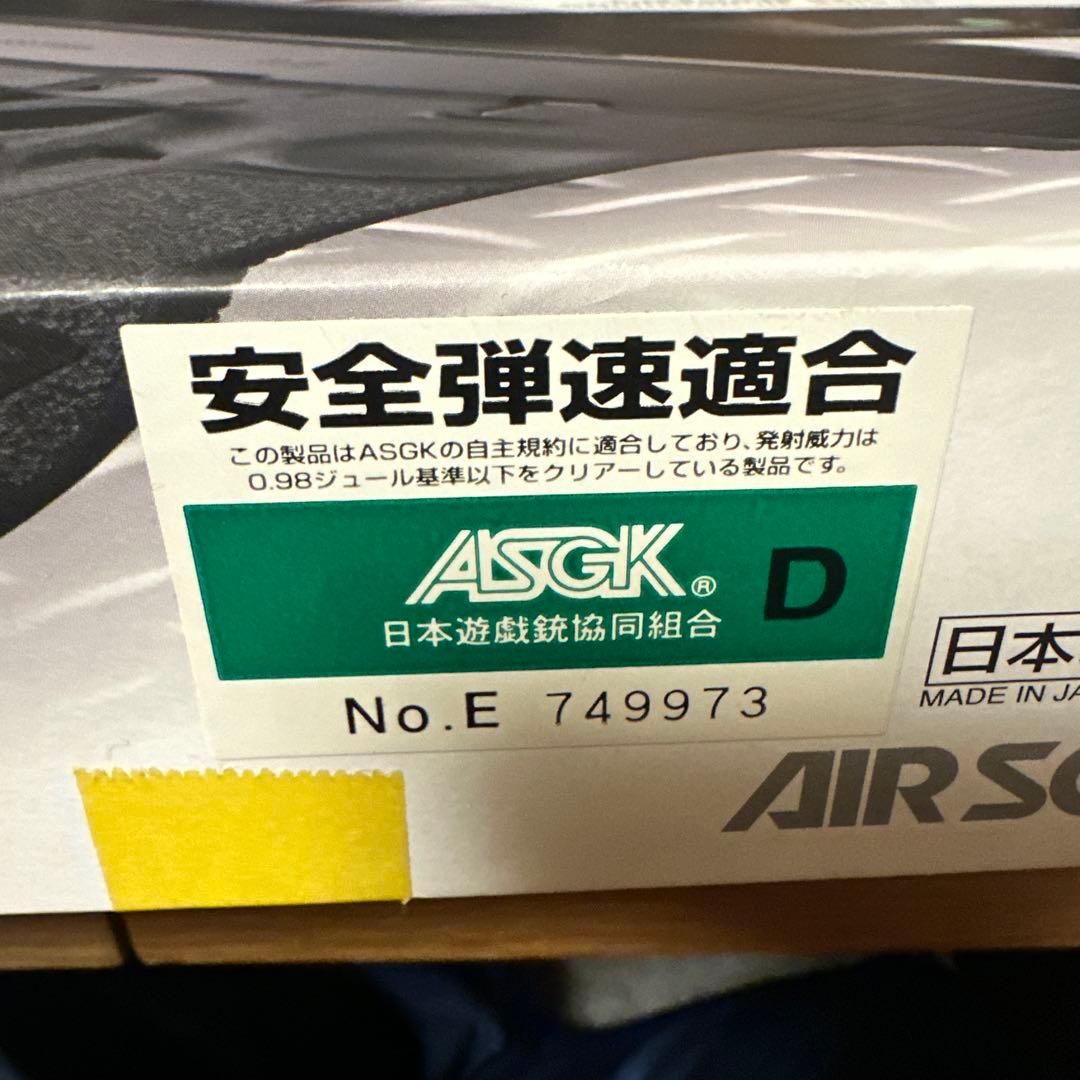 安全弾速適合
この製品はASGKの自主規約に適合しており、発射威力は
0.98ジュール基準以下をクリアーしている製品です。
ASGK® D
日本遊戯銃協同組合
No.E 749973
日本
MADE IN JA
AIR SO